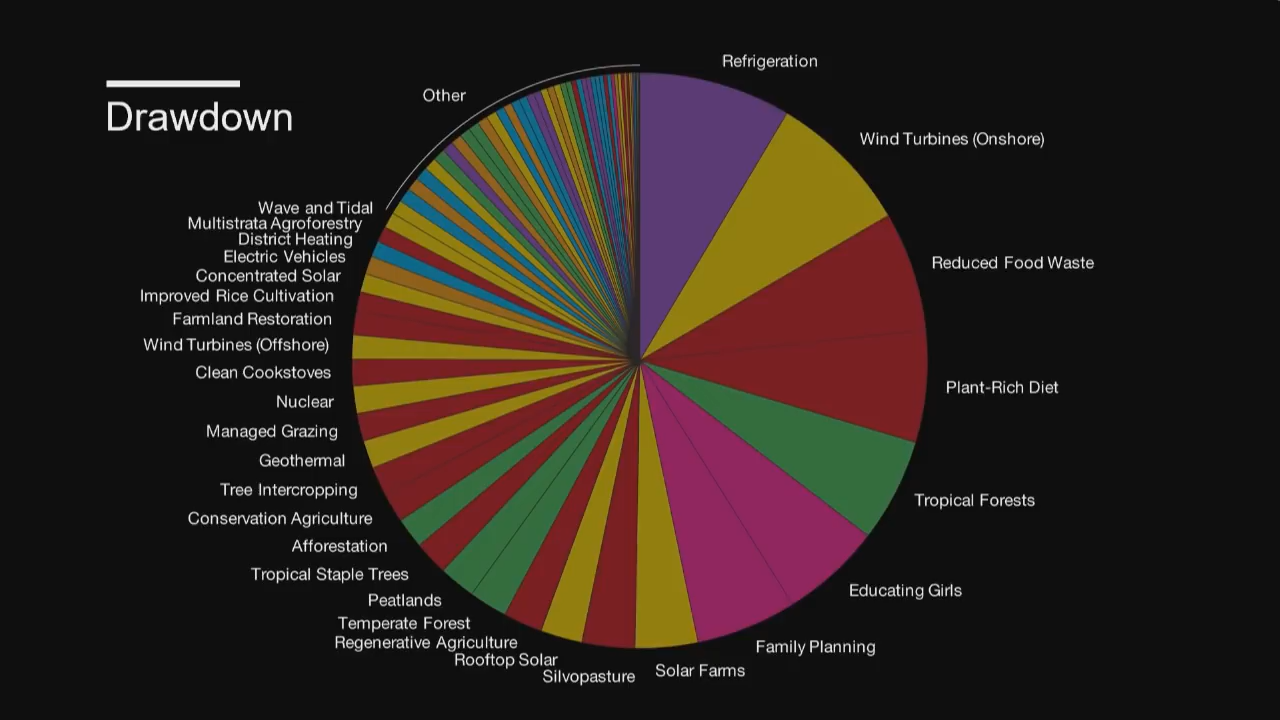 Drawdown
Refrigeration
Wind Turbines (Onshore)
Reduced Food Waste
Plant-Rich Diet
Tropical Forests
Educating Girls
Family Planning
Solar Farms
Silvopasture
Rooftop Solar
Regenerative Agriculture
Temperate Forest
Peatlands
Tropical Staple Trees
Afforestation
Conservation Agriculture
Tree Intercropping
Geothermal
Managed Grazing
Nuclear
Clean Cookstoves
Wind Turbines (Offshore)
Farmland Restoration
Improved Rice Cultivation
Concentrated Solar
Electric Vehicles
District Heating
Multistrata Agroforestry
Wave and Tidal
Other